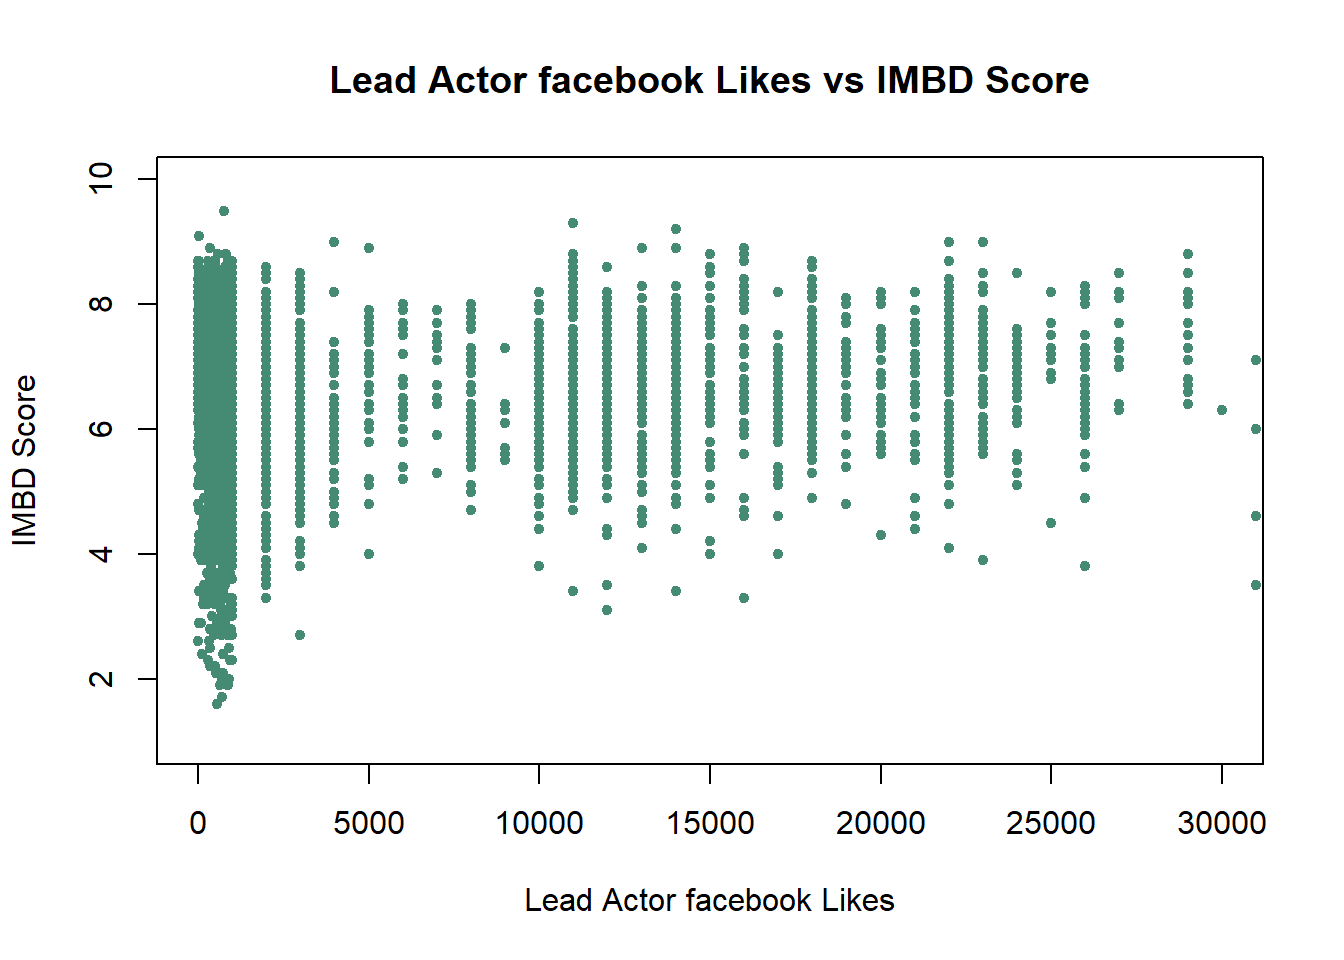 Lead Actor facebook Likes vs IMBD Score
IMBD Score
10
8
6
4
2
0 5000 10000 15000 20000 25000 30000
Lead Actor facebook Likes